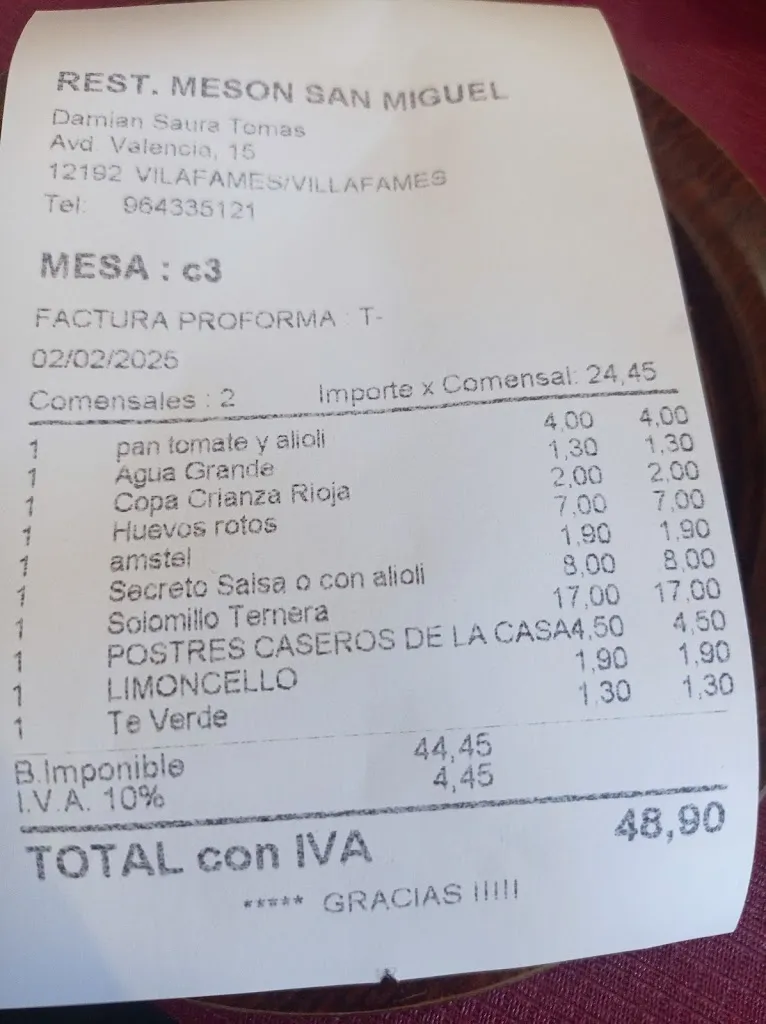 REST. MESON SAN MIGUEL
Damian Saura Tomas
Avd. Valencia, 15
12192 VILAFAMES/VILLAFAMES
Tel: 964335121
MESA : c3
FACTURA PROFORMA : T-
02/02/2025
Comensales : 2 Importe x Comensal: 24,45
1 pan tomate y alioli 4,00 4,00
1 Agua Grande 1,30 1,30
1 Copa Crianza Rioja 2,00 2,00
1 Huevos rotos 7,00 7,00
1 amstel 1,90 1,90
1 Secreto Salsa o con alioli 8,00 8,00
1 Solomillo Ternera 17,00 17,00
1 POSTRES CASEROS DE LA CASA 4,50 4,50
1 LIMONCELLO 1,90 1,90
1 Te Verde 1,30 1,30
B.Imponible 44,45
I.V.A. 10% 4,45
TOTAL con IVA 48,90
***** GRACIAS !!!!!